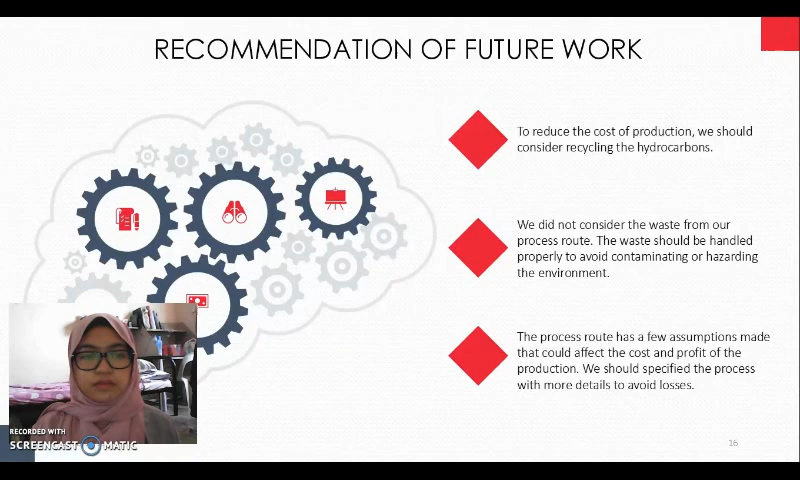 RECOMMENDATION OF FUTURE WORK
To reduce the cost of production, we should
consider recycling the hydrocarbons.
We did not consider the waste from our
process route. The waste should be handled
properly to avoid contaminating or hazarding
the environment.
The process route has a few assumptions made
that could affect the cost and profit of the
production. We should specified the process
with more details to avoid losses.
RECORDED WITH
SCREENCAST MATIC
16